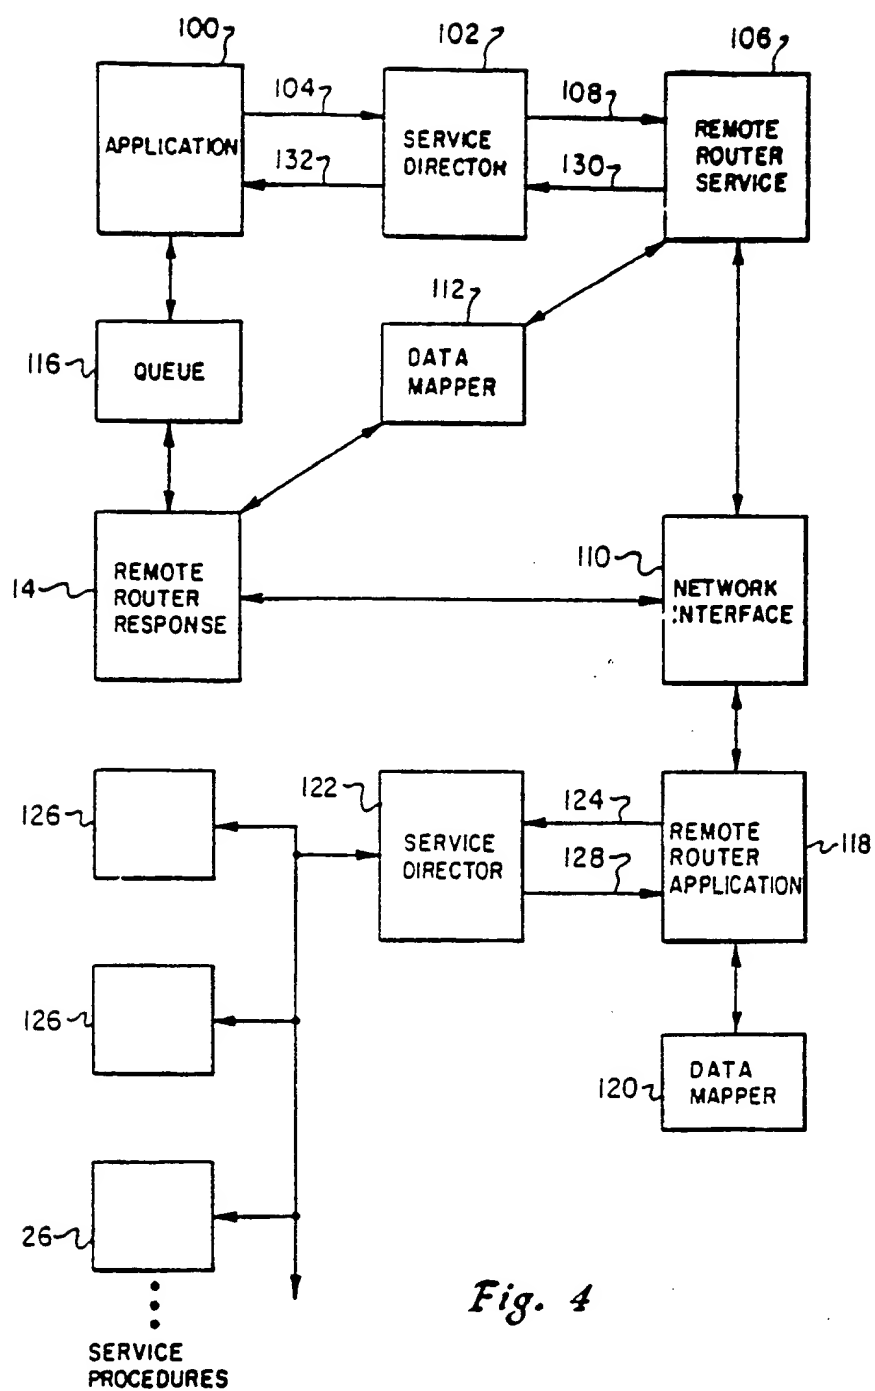 100
102
106
104
108
APPLICATION
SERVICE
DIRECTOR
REMOTE
ROUTER
SERVICE
132
130
112
116
QUEUE
DATA
MAPPER
14
REMOTE
ROUTER
RESPONSE
110
NETWORK
INTERFACE
126
122
SERVICE
DIRECTOR
124
128
REMOTE
ROUTER
APPLICATION
118
126
120
DATA
MAPPER
26
Fig. 4
SERVICE
PROCEDURES